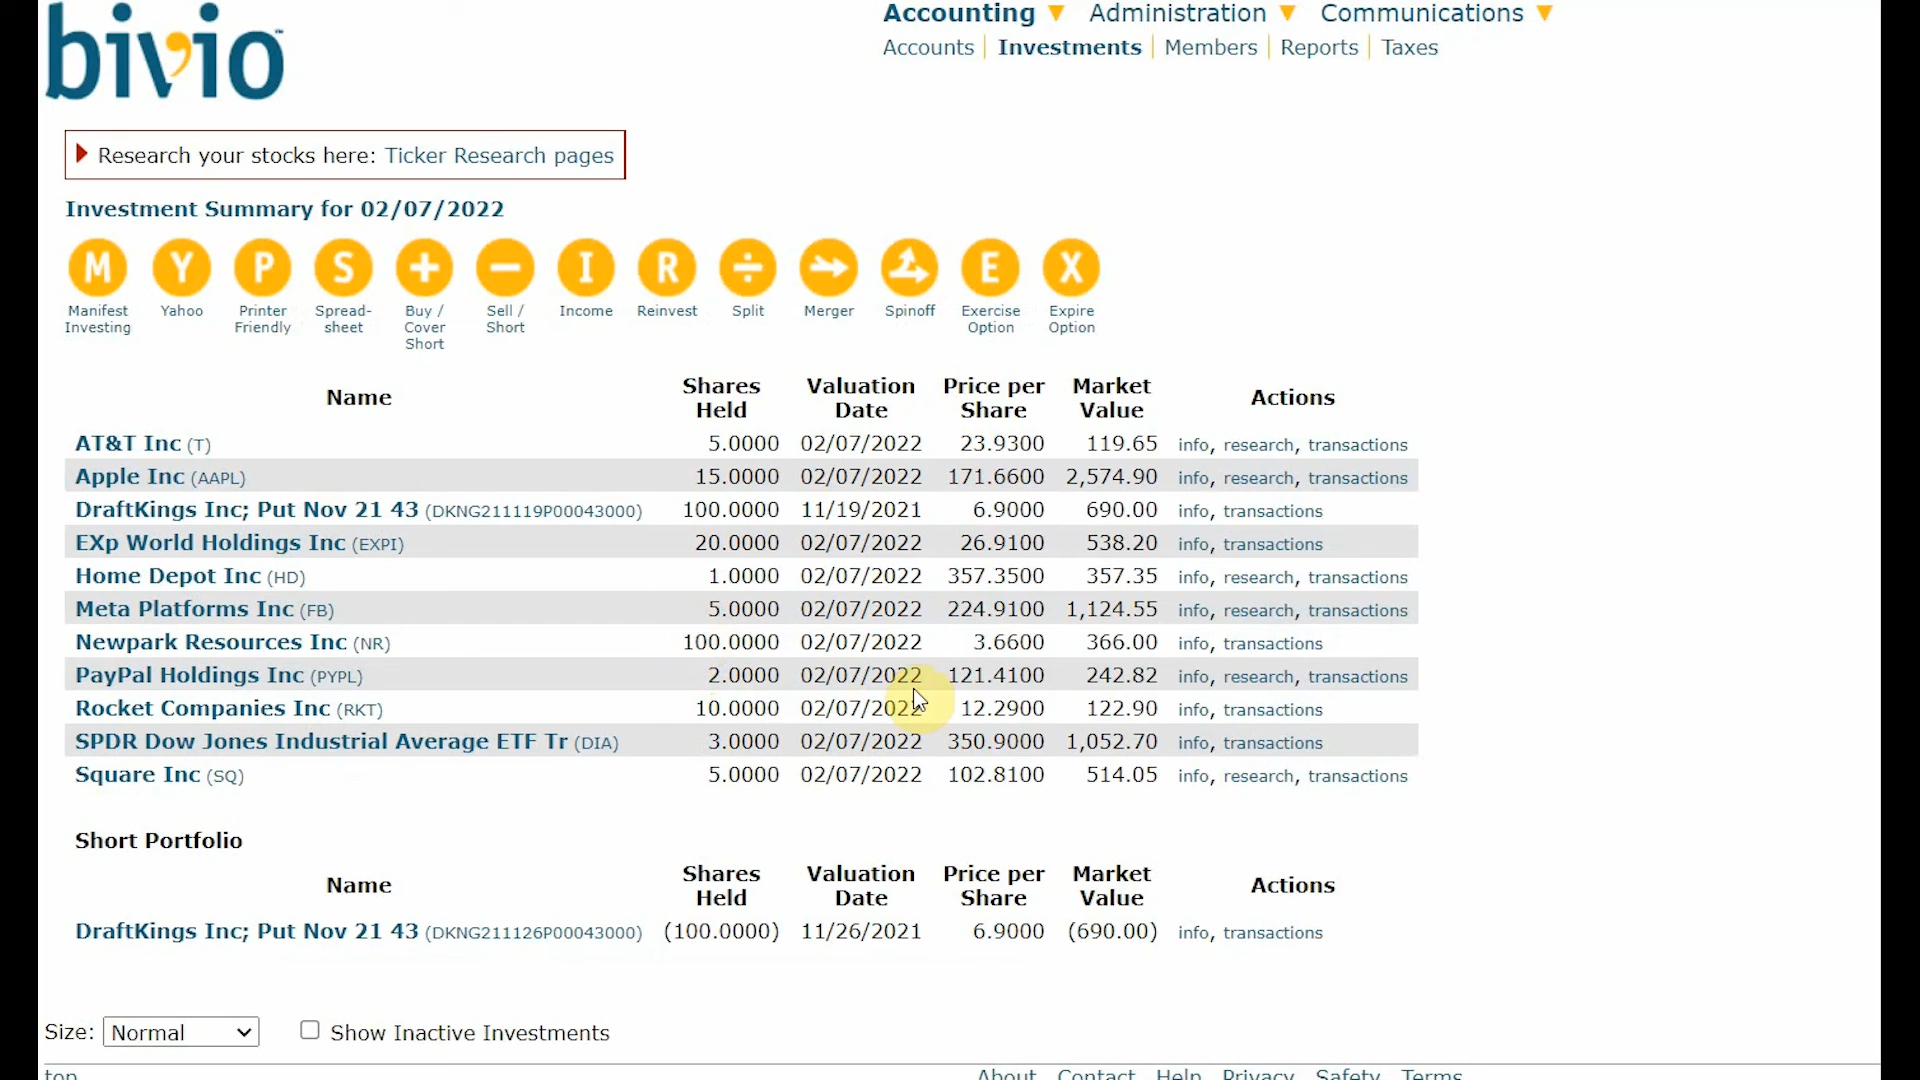 bivio™
Accounting ▼ Administration ▼ Communications ▼
Accounts | Investments | Members | Reports | Taxes
Research your stocks here: Ticker Research pages
Investment Summary for 02/07/2022
M Y P S + − I R ÷ E X
Manifest Investing Yahoo Printer Friendly Spread-sheet Buy / Cover Short Sell / Short Income Reinvest Split Merger Spinoff Exercise Option Expire Option
Name Shares Held Valuation Date Price per Share Market Value Actions
AT&T Inc (T) 5.0000 02/07/2022 23.9300 119.65 info, research, transactions
Apple Inc (AAPL) 15.0000 02/07/2022 171.6600 2,574.90 info, research, transactions
DraftKings Inc; Put Nov 21 43 (DKNG211119P00043000) 100.0000 11/19/2021 6.9000 690.00 info, transactions
EXp World Holdings Inc (EXPI) 20.0000 02/07/2022 26.9100 538.20 info, transactions
Home Depot Inc (HD) 1.0000 02/07/2022 357.3500 357.35 info, research, transactions
Meta Platforms Inc (FB) 5.0000 02/07/2022 224.9100 1,124.55 info, research, transactions
Newpark Resources Inc (NR) 100.0000 02/07/2022 3.6600 366.00 info, transactions
PayPal Holdings Inc (PYPL) 2.0000 02/07/2022 121.4100 242.82 info, research, transactions
Rocket Companies Inc (RKT) 10.0000 02/07/2022 12.2900 122.90 info, transactions
SPDR Dow Jones Industrial Average ETF Tr (DIA) 3.0000 02/07/2022 350.9000 1,052.70 info, transactions
Square Inc (SQ) 5.0000 02/07/2022 102.8100 514.05 info, research, transactions
Short Portfolio
Name Shares Held Valuation Date Price per Share Market Value Actions
DraftKings Inc; Put Nov 21 43 (DKNG211126P00043000) (100.0000) 11/26/2021 6.9000 (690.00) info, transactions
Size: Normal Show Inactive Investments
top About Contact Help Privacy Safety Terms